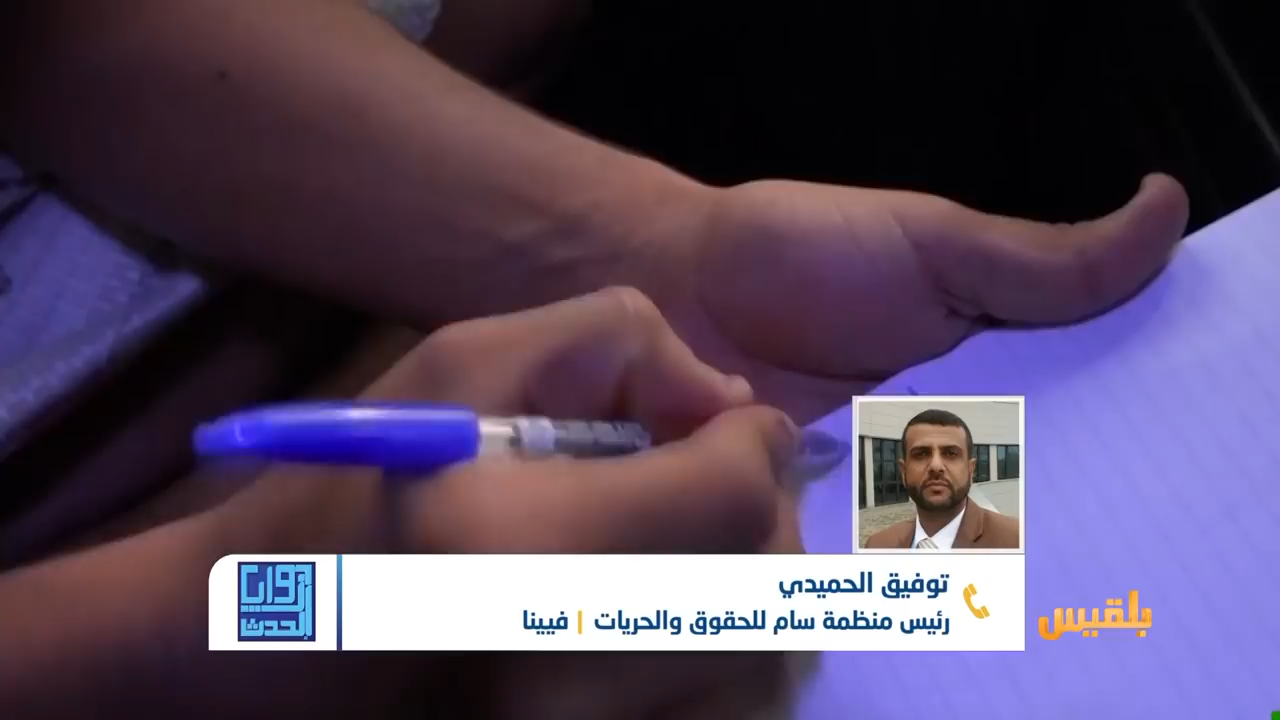 توفيق الحميدي
رئيس منظمة سام للحقوق والحريات | فيينا
زوايا الحدث
بلقيس